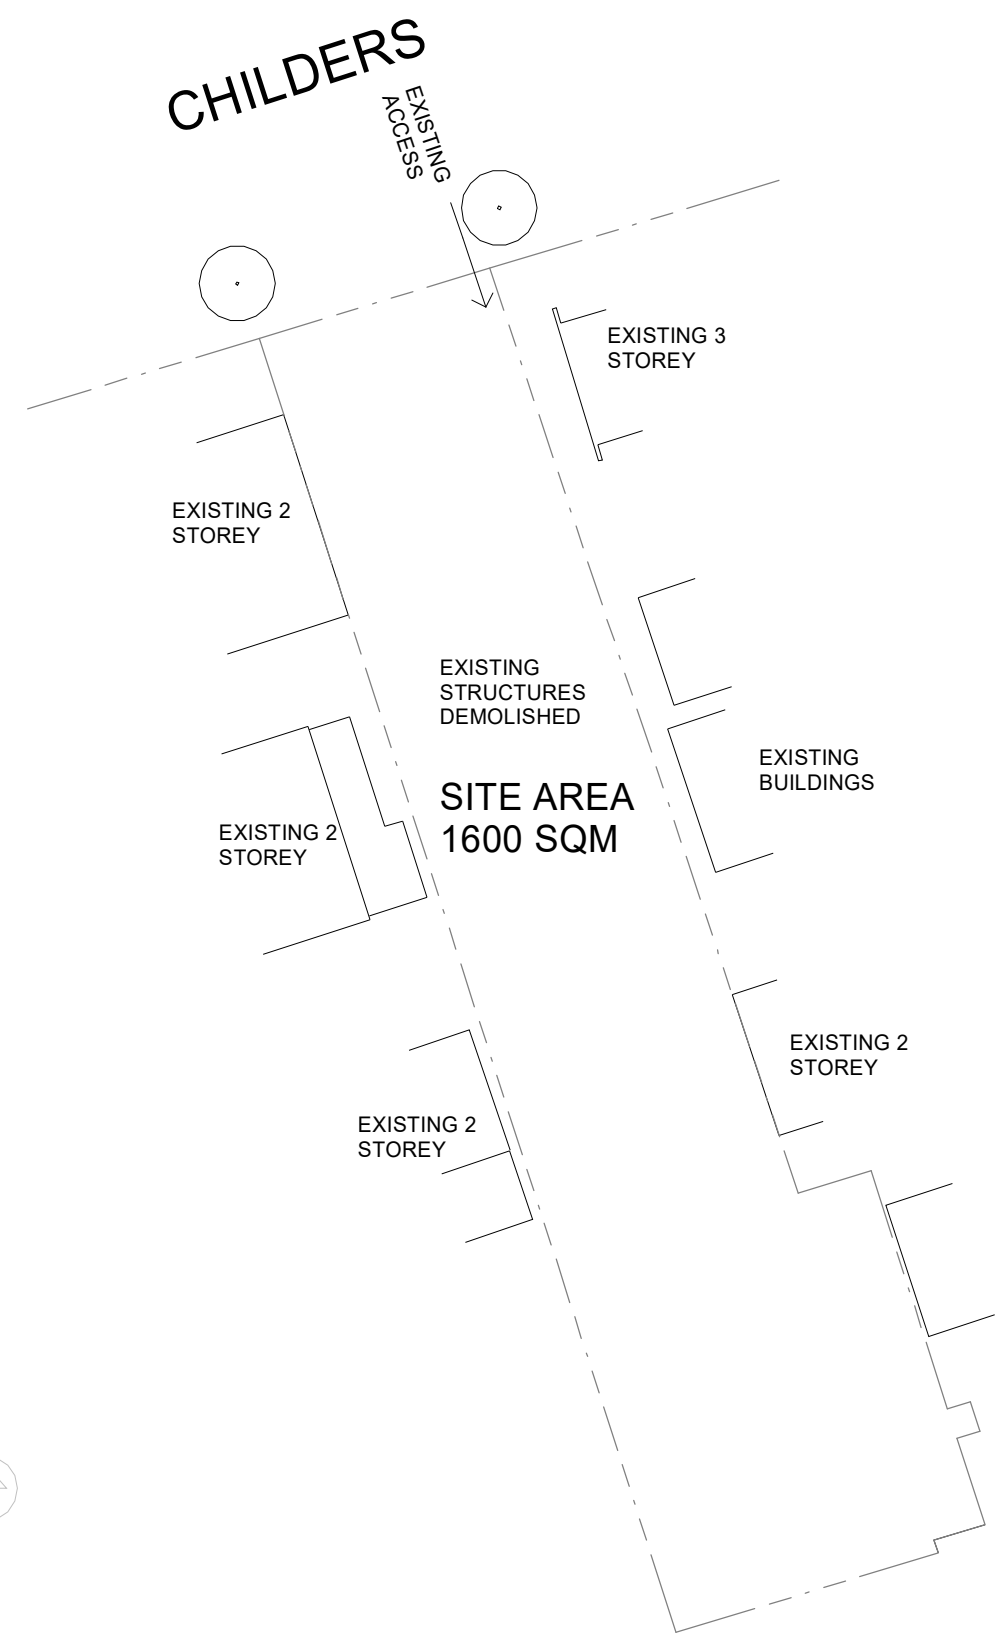 CHILDERS
EXISTING
ACCESS
EXISTING 3
STOREY
EXISTING 2
STOREY
EXISTING
STRUCTURES
DEMOLISHED
EXISTING
BUILDINGS
SITE AREA
1600 SQM
EXISTING 2
STOREY
EXISTING 2
STOREY
EXISTING 2
STOREY